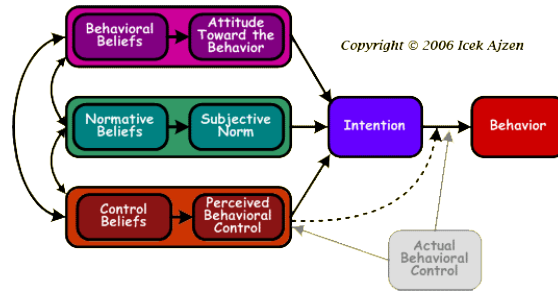 Behavioral
Beliefs
Attitude
Toward the
Behavior
Copyright © 2006 Icek Ajzen
Normative
Beliefs
Subjective
Norm
Intention
Behavior
Control
Beliefs
Perceived
Behavioral
Control
Actual
Behavioral
Control